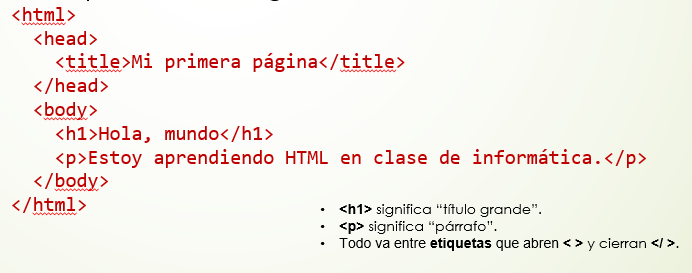 <html>
<head>
<title>Mi primera página</title>
</head>
<body>
<h1>Hola, mundo</h1>
<p>Estoy aprendiendo HTML en clase de informática.</p>
</body>
</html>
• <h1> significa “título grande”.
• <p> significa “párrafo”.
• Todo va entre etiquetas que abren < > y cierran </ >.